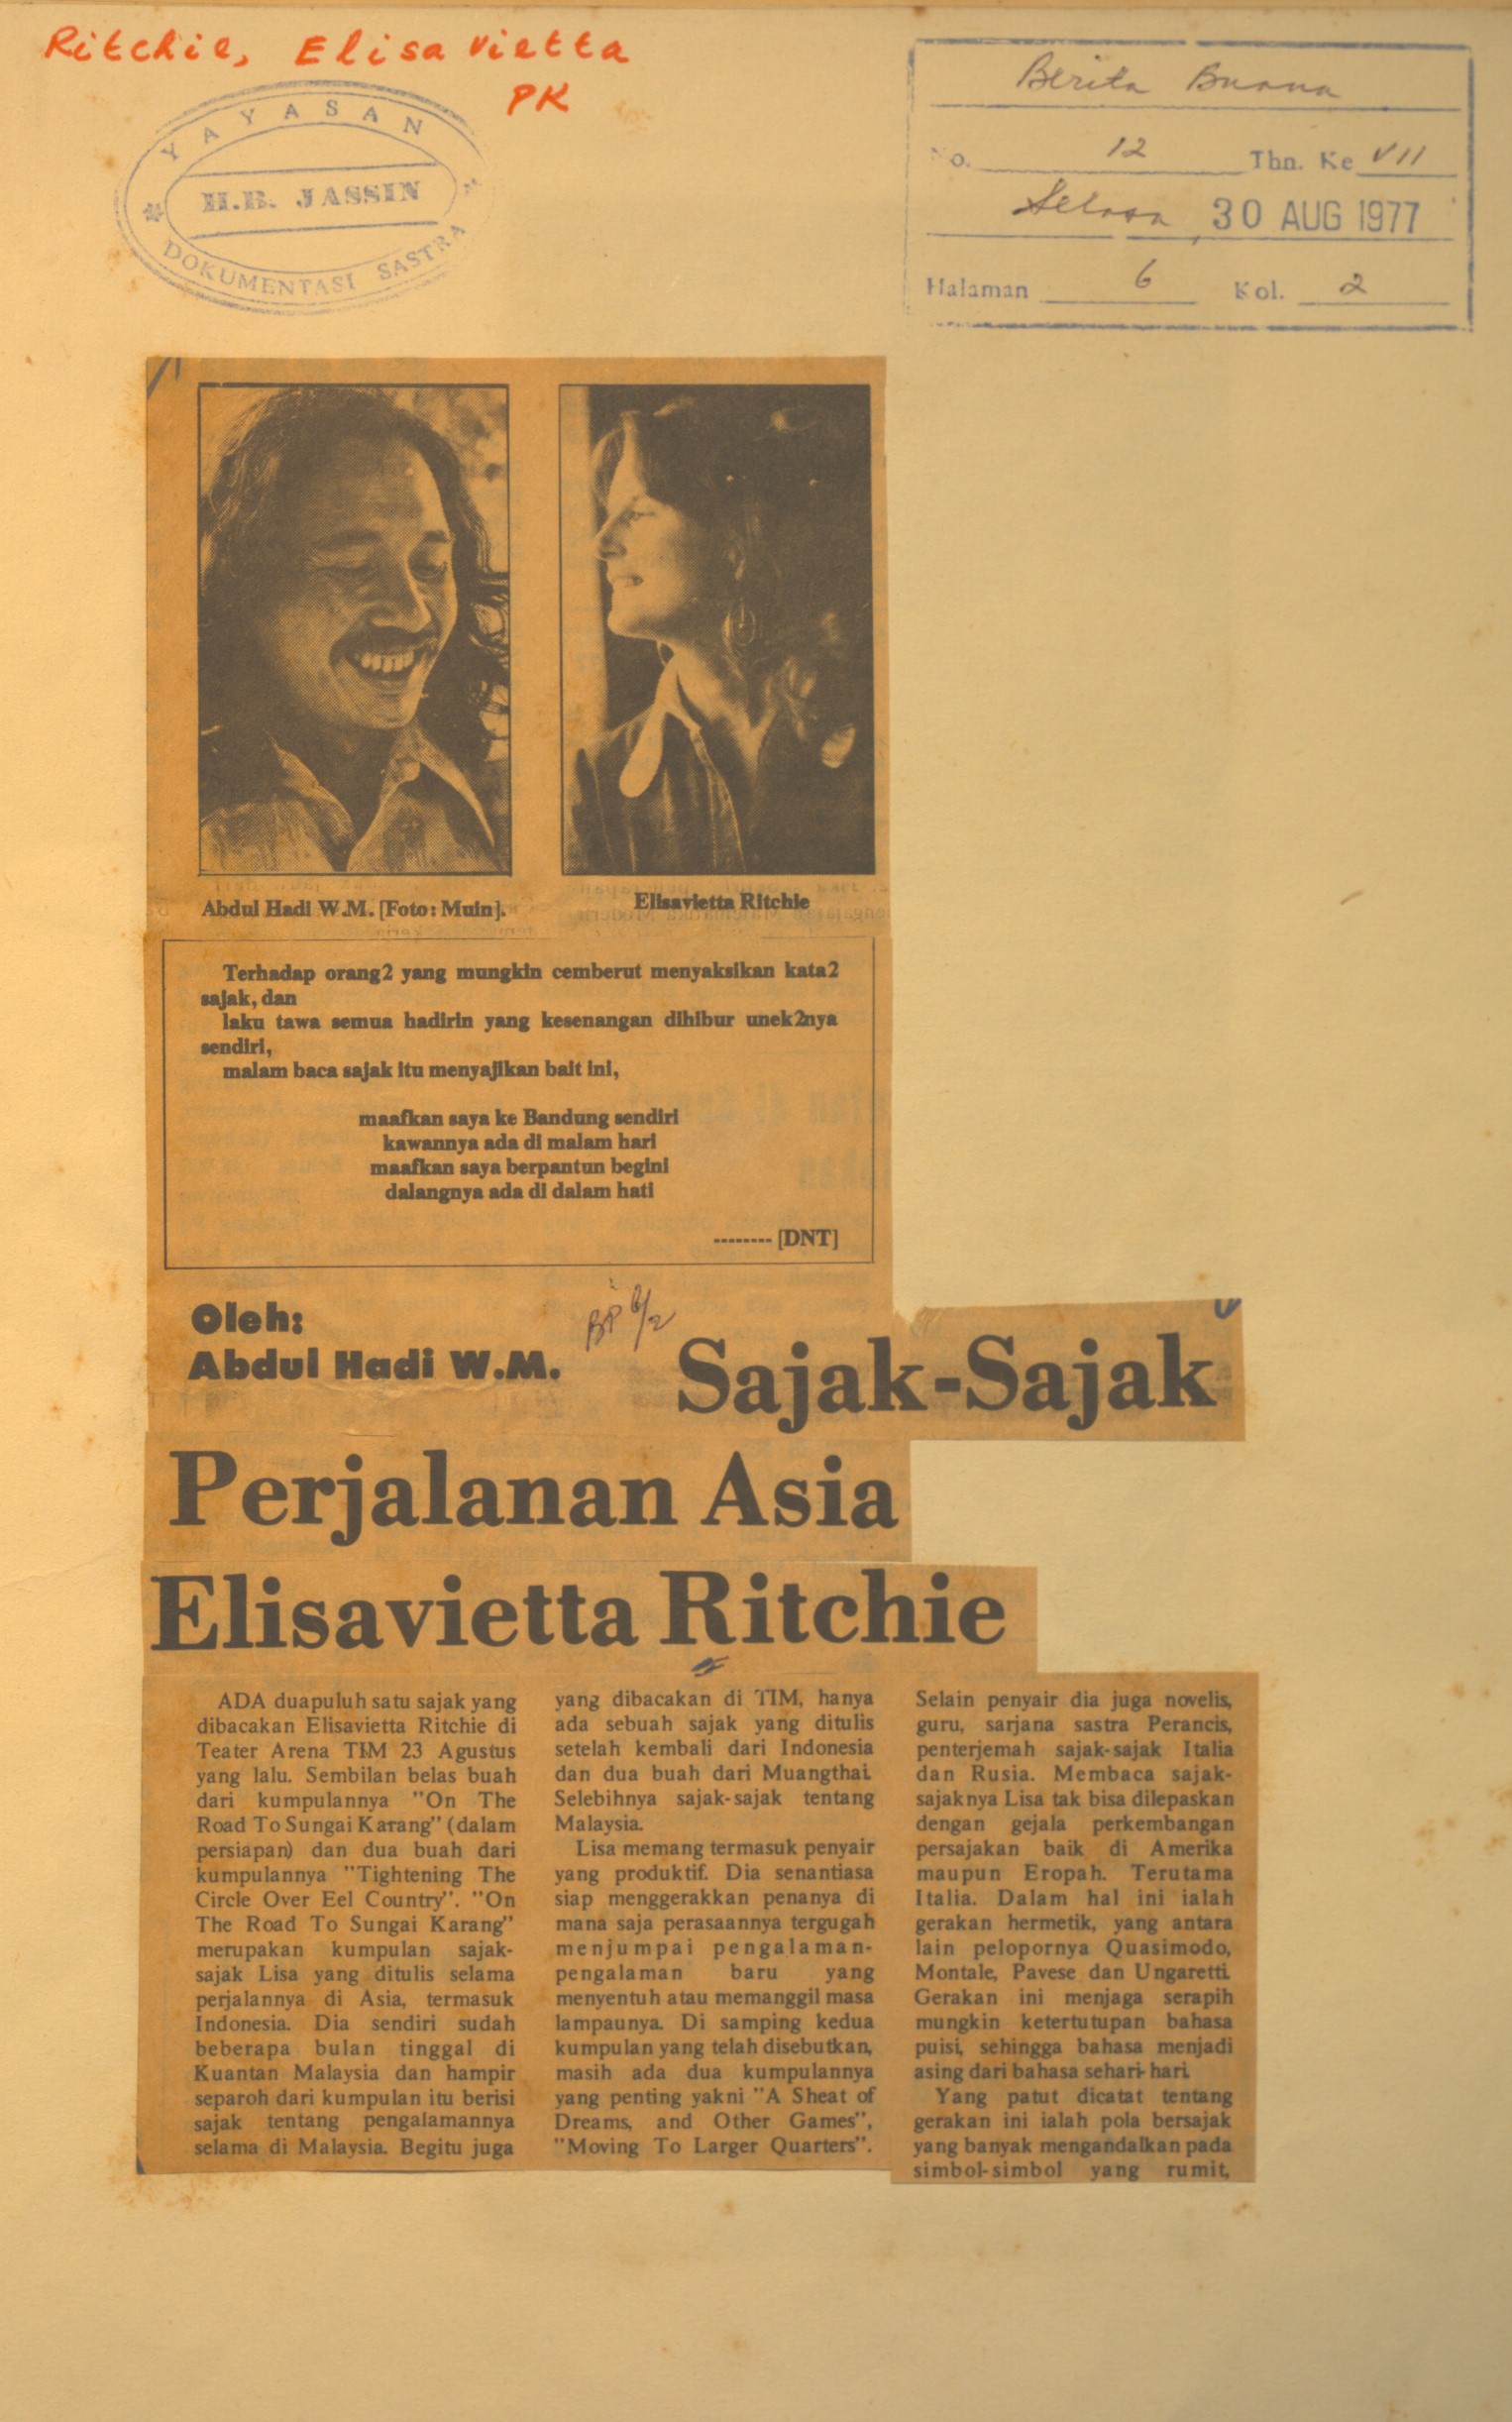 Ritchie, Elisavietta
PK
YAYASAN
H.B. JASSIN
DOKUMENTASI SASTRA
Berita Buana
No. 12 Thn. Ke VII
Selasa, 30 AUG 1977
Halaman 6 Kol. 2
Abdul Hadi W.M. [Foto: Muin].
Elisavietta Ritchie
Terhadap orang2 yang mungkin cemberut menyaksikan kata2
sajak, dan
laku tawa semua hadirin yang kesenangan dihibur unek2nya
sendiri,
malam baca sajak itu menyajikan bait ini,
maafkan saya ke Bandung sendiri
kawannya ada di malam hari
maafkan saya berpantun begini
dalangnya ada di dalam hati
-------- [DNT]
Oleh:
Abdul Hadi W.M.
Sajak-Sajak
Perjalanan Asia
Elisavietta Ritchie
ADA duapuluh satu sajak yang
dibacakan Elisavietta Ritchie di
Teater Arena TIM 23 Agustus
yang lalu. Sembilan belas buah
dari kumpulannya "On The
Road To Sungai Karang" (dalam
persiapan) dan dua buah dari
kumpulannya "Tightening The
Circle Over Eel Country". "On
The Road To Sungai Karang"
merupakan kumpulan sajak-
sajak Lisa yang ditulis selama
perjalannya di Asia, termasuk
Indonesia. Dia sendiri sudah
beberapa bulan tinggal di
Kuantan Malaysia dan hampir
separoh dari kumpulan itu berisi
sajak tentang pengalamannya
selama di Malaysia. Begitu juga
yang dibacakan di TIM, hanya
ada sebuah sajak yang ditulis
setelah kembali dari Indonesia
dan dua buah dari Muangthai.
Selebihnya sajak-sajak tentang
Malaysia.
Lisa memang termasuk penyair
yang produktif. Dia senantiasa
siap menggerakkan penanya di
mana saja perasaannya tergugah
menjumpai pengalaman-
pengalaman baru yang
menyentuh atau memanggil masa
lampaunya. Di samping kedua
kumpulan yang telah disebutkan,
masih ada dua kumpulannya
yang penting yakni "A Sheat of
Dreams, and Other Games",
"Moving To Larger Quarters".
Selain penyair dia juga novelis,
guru, sarjana sastra Perancis,
penterjemah sajak-sajak Italia
dan Rusia. Membaca sajak-
sajaknya Lisa tak bisa dilepaskan
dengan gejala perkembangan
persajakan baik di Amerika
maupun Eropah. Terutama
Italia. Dalam hal ini ialah
gerakan hermetik, yang antara
lain pelopornya Quasimodo,
Montale, Pavese dan Ungaretti.
Gerakan ini menjaga serapih
mungkin ketertutupan bahasa
puisi, sehingga bahasa menjadi
asing dari bahasa sehari-hari.
Yang patut dicatat tentang
gerakan ini ialah pola bersajak
yang banyak mengandalkan pada
simbol-simbol yang rumit,